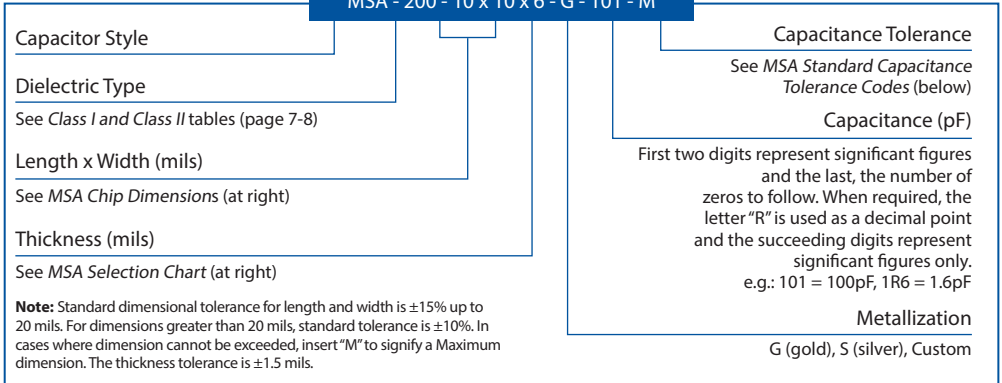 MSA - 200 - 10 x 10 x 6 - G - 101 - M
Capacitor Style
Dielectric Type
See Class I and Class II tables (page 7-8)
Length x Width (mils)
See MSA Chip Dimensions (at right)
Thickness (mils)
See MSA Selection Chart (at right)
Note: Standard dimensional tolerance for length and width is ±15% up to
20 mils. For dimensions greater than 20 mils, standard tolerance is ±10%. In
cases where dimension cannot be exceeded, insert “M” to signify a Maximum
dimension. The thickness tolerance is ±1.5 mils.
Capacitance Tolerance
See MSA Standard Capacitance
Tolerance Codes (below)
Capacitance (pF)
First two digits represent significant figures
and the last, the number of
zeros to follow. When required, the
letter “R” is used as a decimal point
and the succeeding digits represent
significant figures only.
e.g.: 101 = 100pF, 1R6 = 1.6pF
Metallization
G (gold), S (silver), Custom